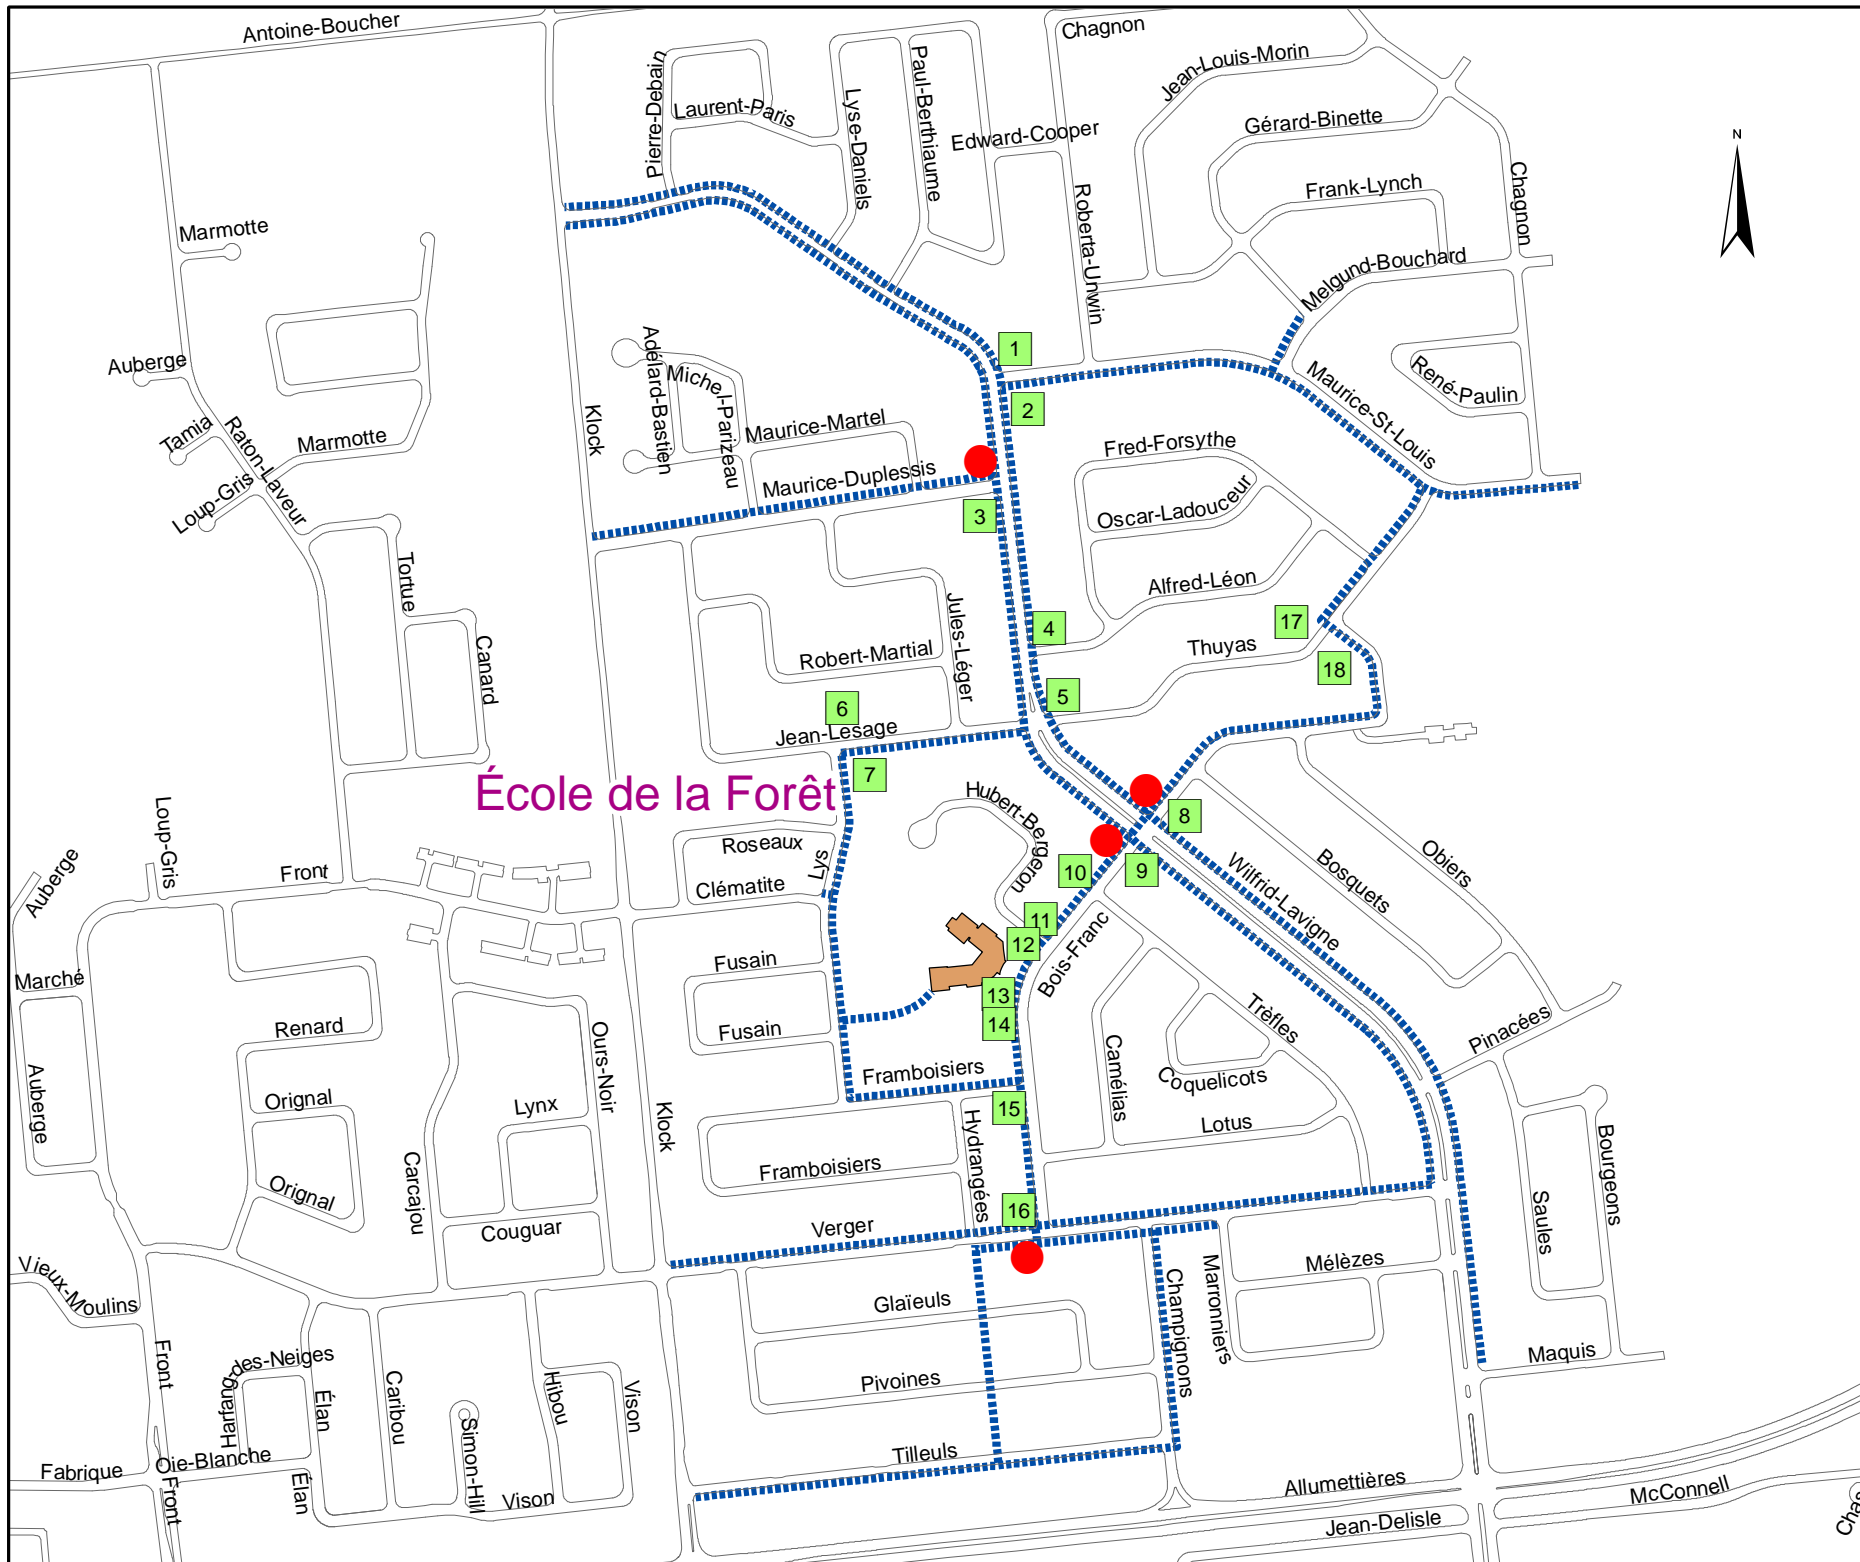 Antoine-Boucher
Chagnon
Pierre-Debain
Laurent-Paris
Lyse-Daniels
Paul-Berthiaume
Jean-Louis-Morin
Gérard-Binette
Edward-Cooper
N
Frank-Lynch
Chagnon
Roberta-Unwin
Marmotte
Melgund-Bouchard
1
Auberge
Adélard-Bastien
Michel-Parizeau
Maurice-St-Louis
René-Paulin
2
Klock
Maurice-Martel
Tamia
Raton-Laveur
Marmotte
Fred-Forsythe
Maurice-Duplessis
Loup-Gris
Oscar-Ladouceur
3
Tortue
Jules-Léger
Alfred-Léon
4
17
Canard
Robert-Martial
Thuyas
18
5
6
Jean-Lesage
7
École de la Forêt
Hubert-Bergeron
8
Loup-Gris
Roseaux
Lys
Auberge
Front
Clématite
10
9
Wilfrid-Lavigne
Bosquets
Obiers
11
12
Bois-Franc
Fusain
Marché
13
14
Trèfles
Pinacées
Renard
Fusain
Ours-Noir
Auberge
Framboisiers
Camélias
Coquelicots
Orignal
Lynx
Klock
15
Hydrangées
Lotus
Bourgeons
Framboisiers
Carcajou
Orignal
Couguar
16
Verger
Saules
Mélèzes
Vieux-Moulins
Glaïeuls
Champignons
Marronniers
Front
Harfang-des-Neiges
Élan
Caribou
Hibou
Vison
Pivoines
Maquis
Simon-Hill
Tilleuls
Oie-Blanche
Fabrique
Front
Élan
Vison
Allumettières
McConnell
Jean-Delisle
Cha